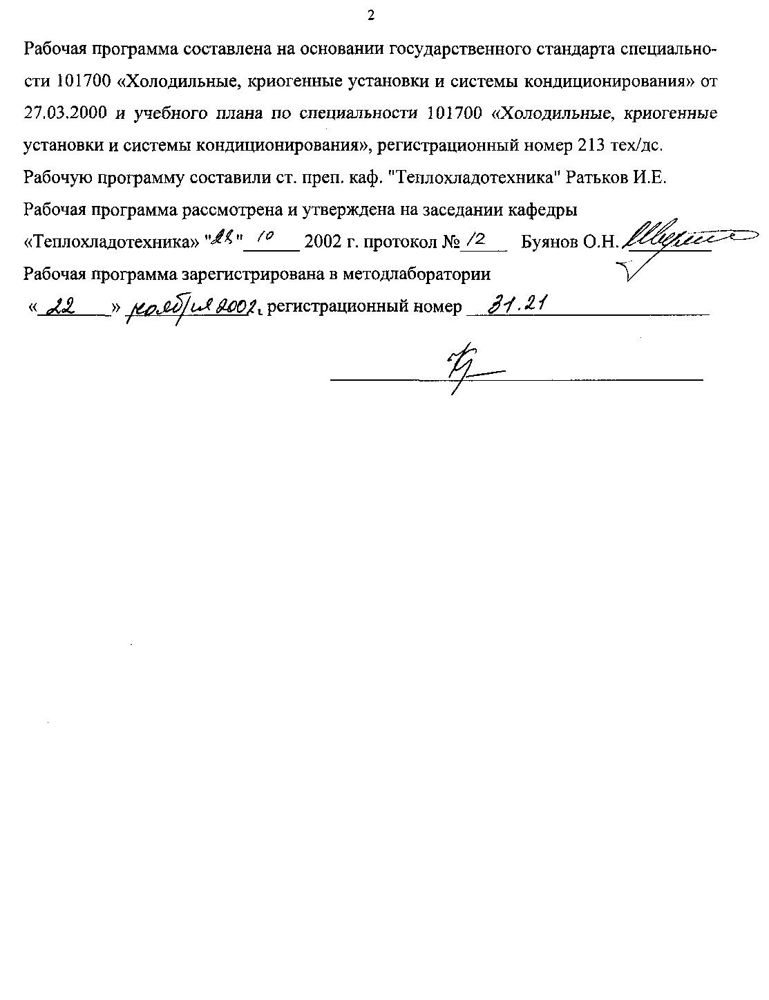 2
Рабочая программа составлена на основании государственного стандарта специально-
сти 101700 «Холодильные, криогенные установки и системы кондиционирования» от
27.03.2000 и учебного плана по специальности 101700 «Холодильные, криогенные
установки и системы кондиционирования», регистрационный номер 213 тех/дс.
Рабочую программу составили ст. преп. каф. "Теплохладотехника" Ратьков И.Е.
Рабочая программа рассмотрена и утверждена на заседании кафедры
«Теплохладотехника» " " 10 2002 г. протокол № 12 Буянов О.Н.
Рабочая программа зарегистрирована в методлаборатории
« 22 » ноября 2002г, регистрационный номер 31.21